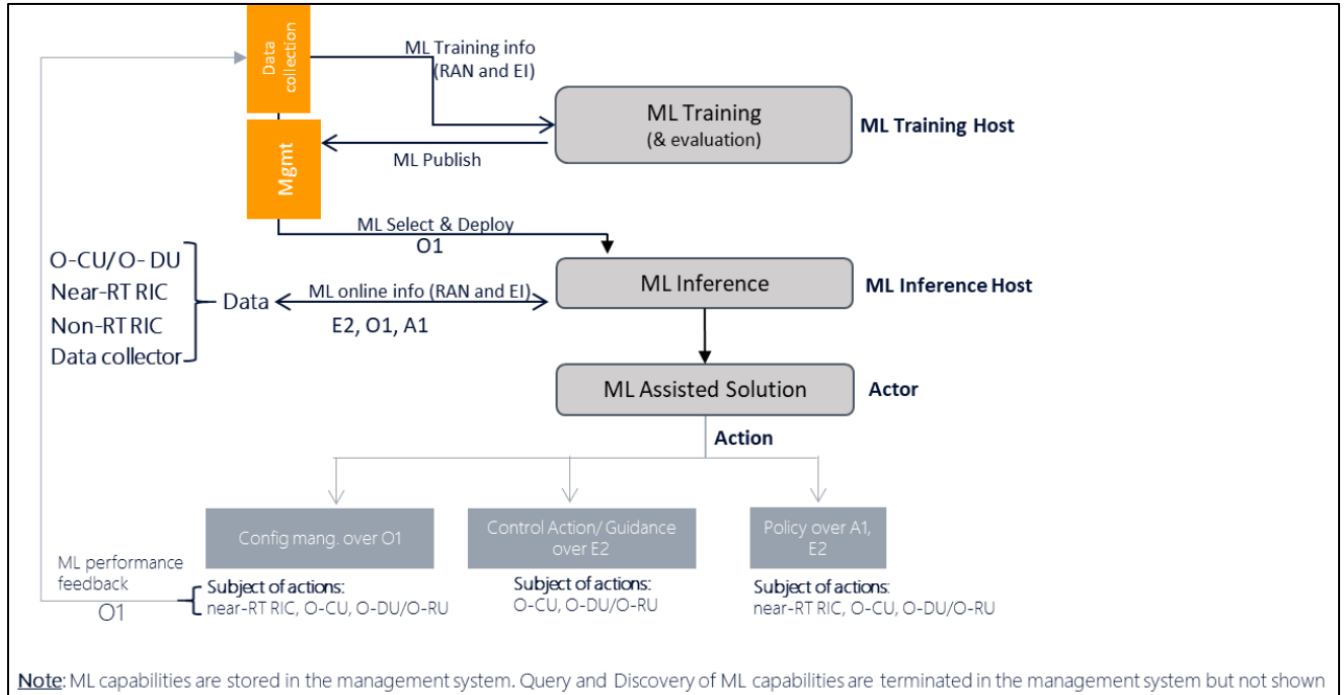 Data
collection
ML Training info
(RAN and EI)
ML Training
(& evaluation)
ML Training Host
Mgmt
ML Publish
ML Select & Deploy
O1
O-CU/O- DU
Near-RT RIC
Non-RT RIC
Data collector
Data
ML online info (RAN and EI)
E2, O1, A1
ML Inference
ML Inference Host
ML Assisted Solution
Actor
Action
Config mang. over O1
Control Action/ Guidance
over E2
Policy over A1,
E2
ML performance
feedback
O1
Subject of actions:
near-RT RIC, O-CU, O-DU/O-RU
Subject of actions:
O-CU, O-DU/O-RU
Subject of actions:
near-RT RIC, O-CU, O-DU/O-RU
Note: ML capabilities are stored in the management system. Query and Discovery of ML capabilities are terminated in the management system but not shown